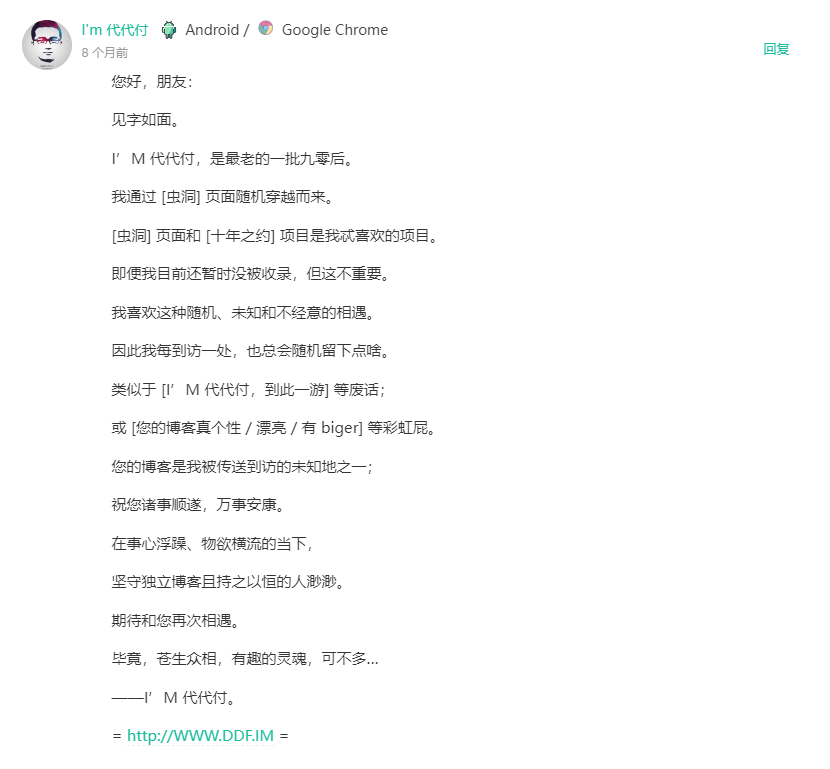 I'm 代代付 Android / Google Chrome
8 个月前
回复
您好，朋友：
见字如面。
I’M 代代付，是最老的一批九零后。
我通过 [虫洞] 页面随机穿越而来。
[虫洞] 页面和 [十年之约] 项目是我忒喜欢的项目。
即便我目前还暂时没被收录，但这不重要。
我喜欢这种随机、未知和不经意的相遇。
因此我每到访一处，也总会随机留下点啥。
类似于 [I’M 代代付，到此一游] 等废话；
或 [您的博客真个性 / 漂亮 / 有 biger] 等彩虹屁。
您的博客是我被传送到访的未知地之一；
祝您诸事顺遂，万事安康。
在事心浮躁、物欲横流的当下，
坚守独立博客且持之以恒的人渺渺。
期待和您再次相遇。
毕竟，苍生众相，有趣的灵魂，可不多…
——I’M 代代付。
= http://WWW.DDF.IM =